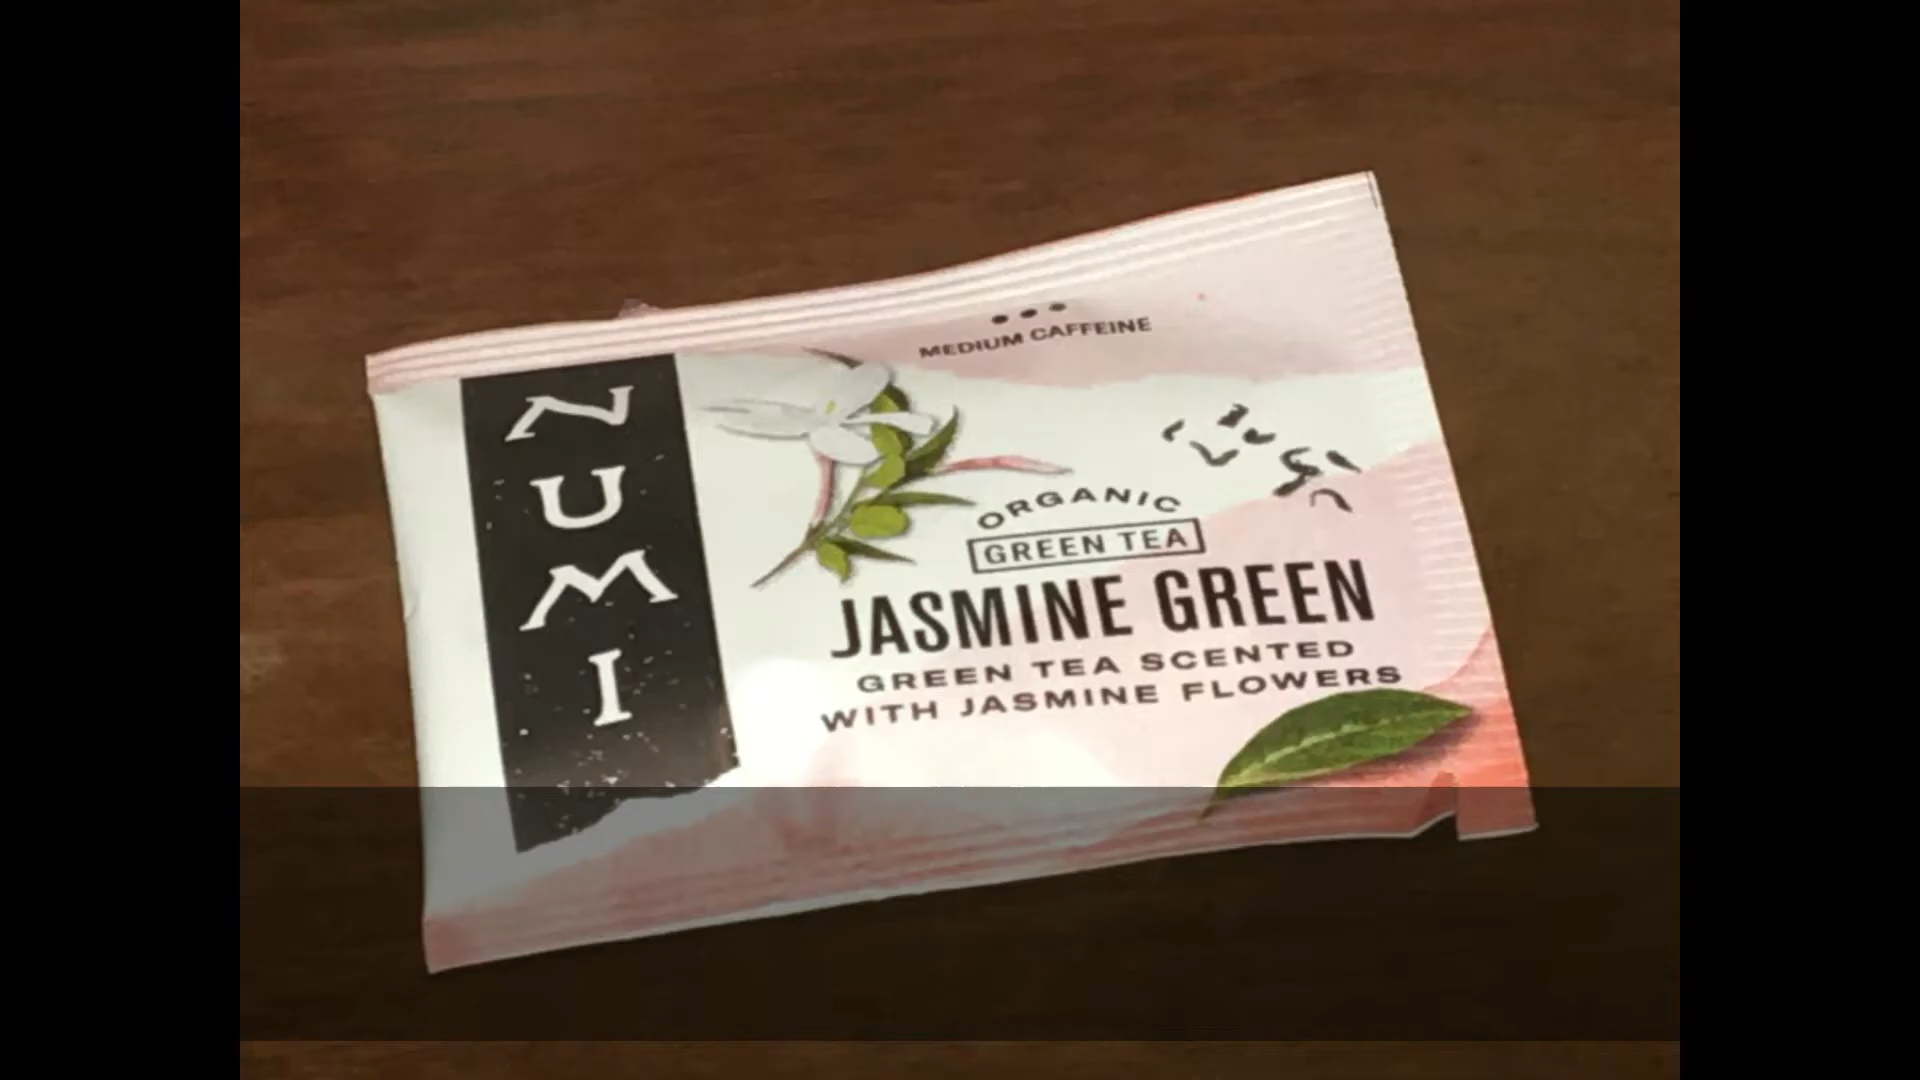 NUMI
MEDIUM CAFFEINE
ORGANIC
GREEN TEA
JASMINE GREEN
GREEN TEA SCENTED
WITH JASMINE FLOWERS